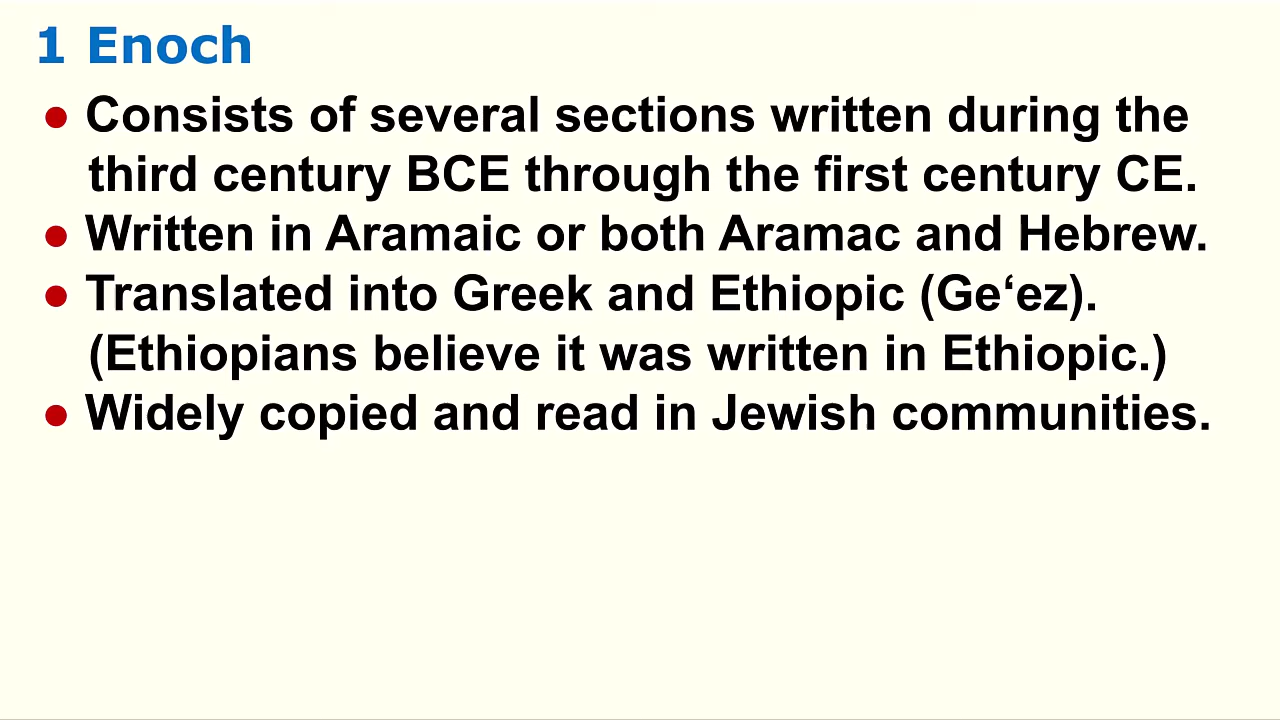 1 Enoch
● Consists of several sections written during the
third century BCE through the first century CE.
● Written in Aramaic or both Aramac and Hebrew.
● Translated into Greek and Ethiopic (Ge‘ez).
(Ethiopians believe it was written in Ethiopic.)
● Widely copied and read in Jewish communities.